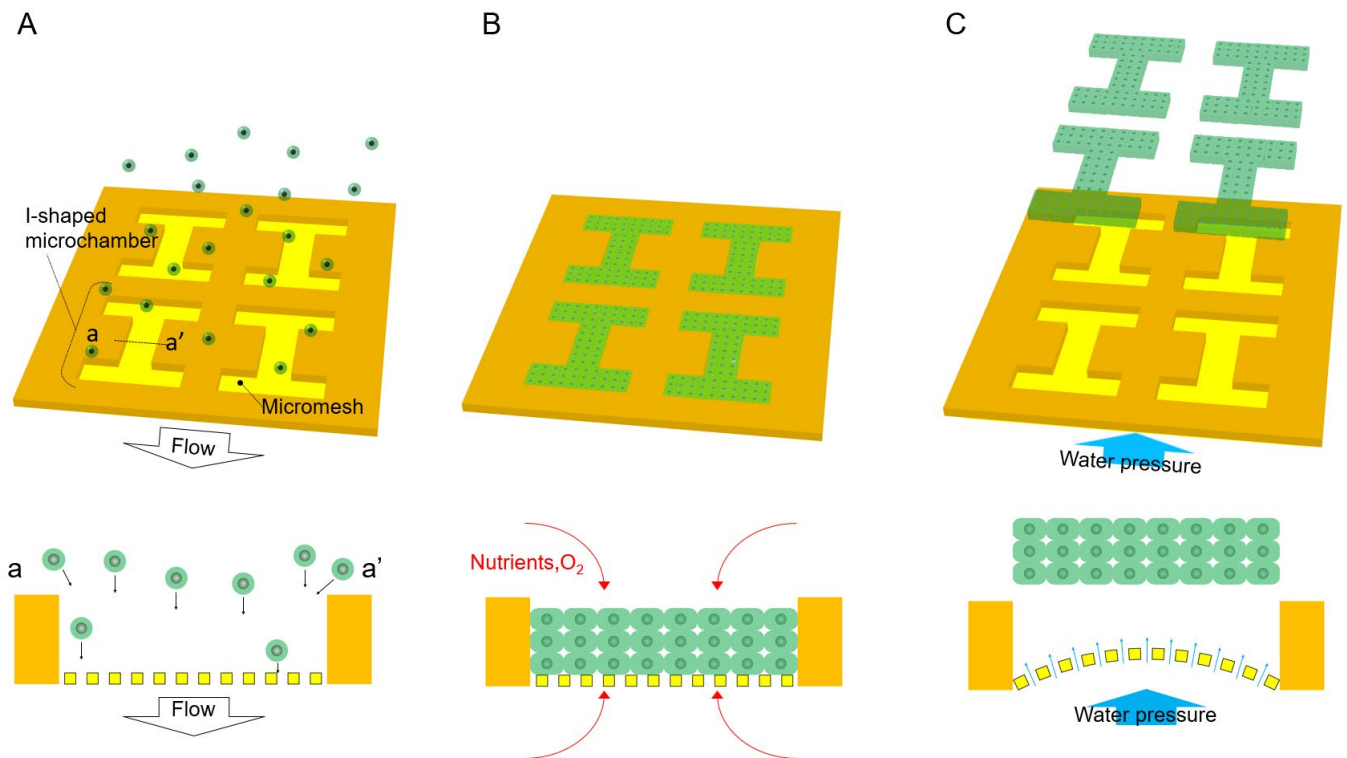 A
B
C
I-shaped
microchamber
a
a'
Micromesh
Flow
Water pressure
a
a'
Flow
Nutrients,O₂
Water pressure